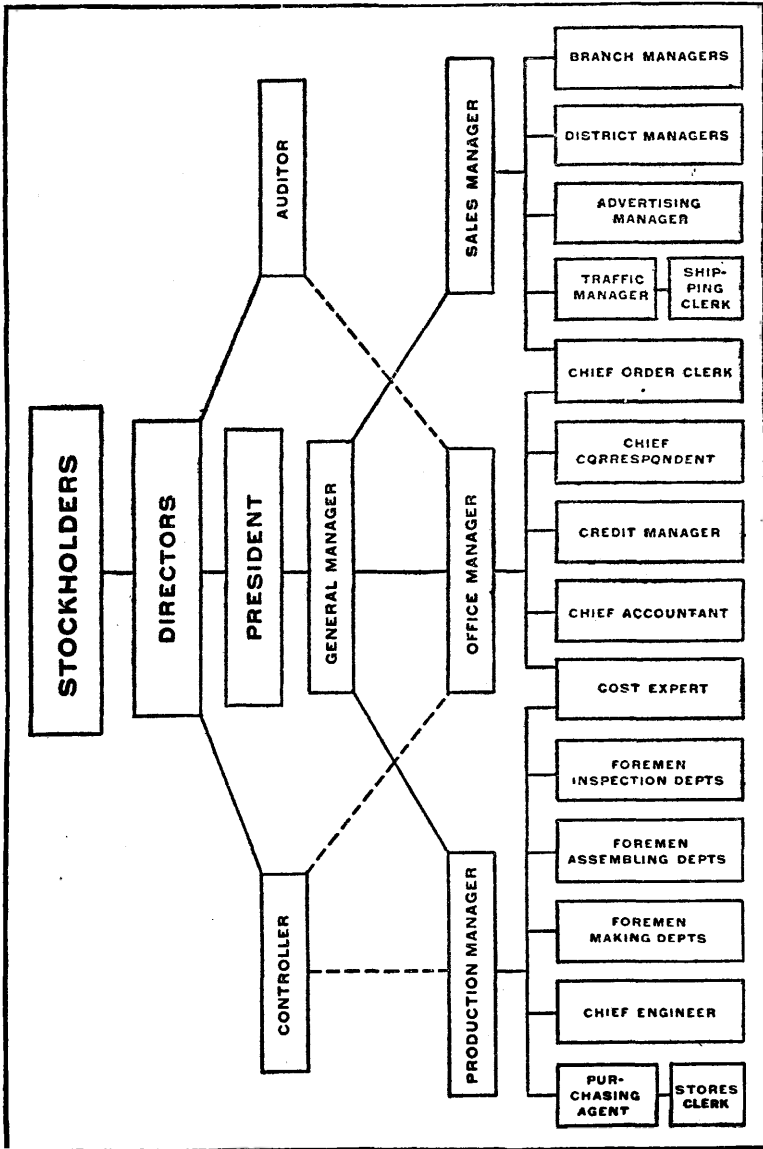 STOCKHOLDERS
DIRECTORS
PRESIDENT
CONTROLLER
AUDITOR
GENERAL MANAGER
PRODUCTION MANAGER
OFFICE MANAGER
SALES MANAGER
PUR-
CHASING
AGENT
STORES
CLERK
CHIEF ENGINEER
FOREMEN
MAKING DEPTS
FOREMEN
ASSEMBLING DEPTS
FOREMEN
INSPECTION DEPTS
COST EXPERT
CHIEF ACCOUNTANT
CREDIT MANAGER
CHIEF
CORRESPONDENT
CHIEF ORDER CLERK
TRAFFIC
MANAGER
SHIP-
PING
CLERK
ADVERTISING
MANAGER
DISTRICT MANAGERS
BRANCH MANAGERS